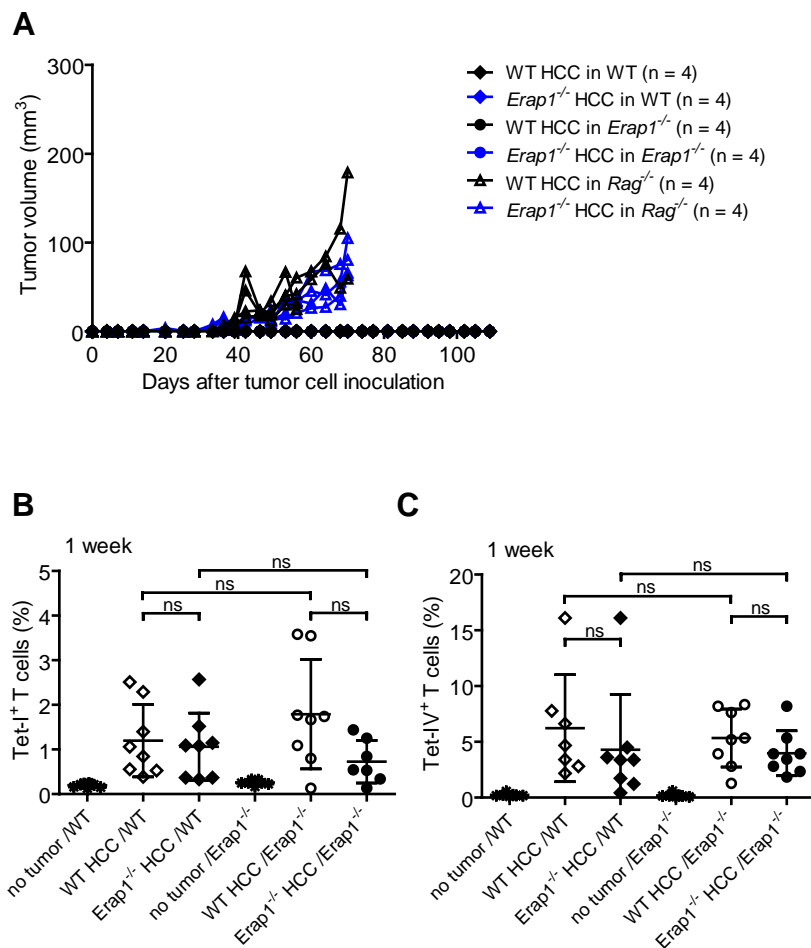 A
300
200
100
0
Tumor volume (mm³)
0 20 40 60 80 100
Days after tumor cell inoculation
WT HCC in WT (n = 4)
Erap1⁻/⁻ HCC in WT (n = 4)
WT HCC in Erap1⁻/⁻ (n = 4)
Erap1⁻/⁻ HCC in Erap1⁻/⁻ (n = 4)
WT HCC in Rag⁻/⁻ (n = 4)
Erap1⁻/⁻ HCC in Rag⁻/⁻ (n = 4)
B
1 week
5
4
3
2
1
0
Tet-I⁺ T cells (%)
ns
ns
ns
ns
no tumor /WT
WT HCC /WT
Erap1⁻/⁻ HCC /WT
no tumor /Erap1⁻/⁻
WT HCC /Erap1⁻/⁻
Erap1⁻/⁻ HCC /Erap1⁻/⁻
C
1 week
20
15
10
5
0
Tet-IV⁺ T cells (%)
ns
ns
ns
ns
no tumor /WT
WT HCC /WT
Erap1⁻/⁻ HCC /WT
no tumor /Erap1⁻/⁻
WT HCC /Erap1⁻/⁻
Erap1⁻/⁻ HCC /Erap1⁻/⁻